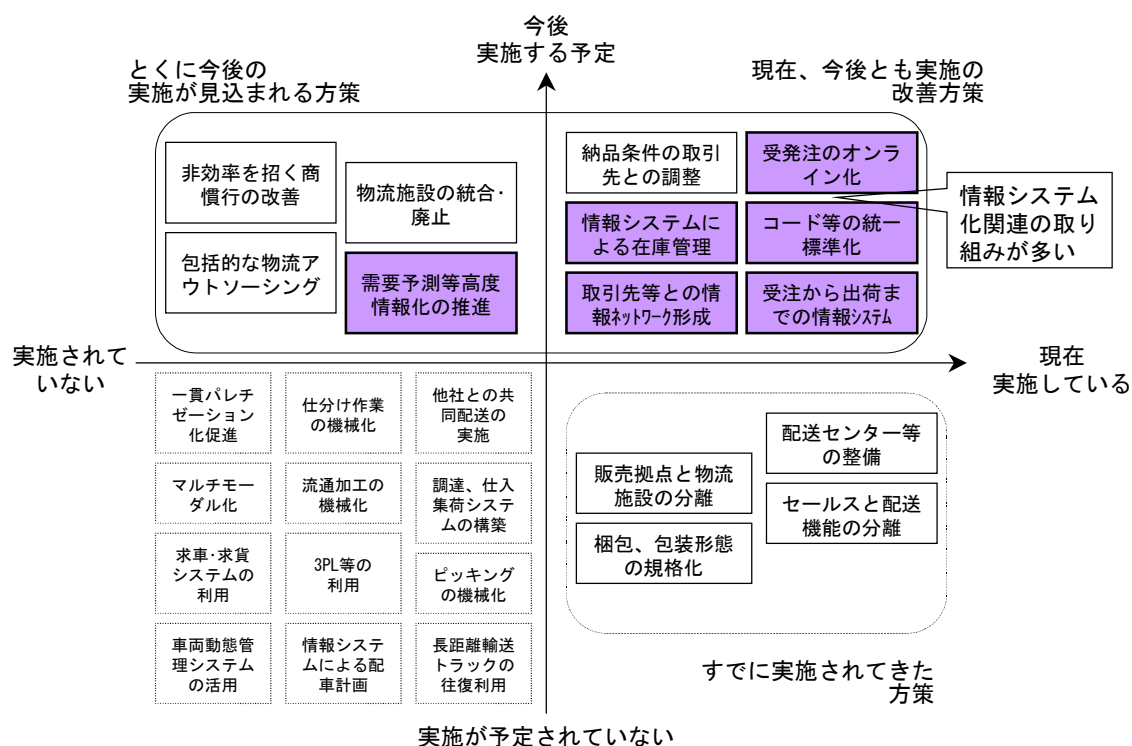 今後
実施する予定
とくに今後の
実施が見込まれる方策
現在、今後とも実施の
改善方策
非効率を招く商
慣行の改善
物流施設の統合･
廃止
包括的な物流ア
ウトソーシング
需要予測等高度
情報化の推進
納品条件の取引
先との調整
受発注のオンラ
イン化
情報システムに
よる在庫管理
コード等の統一
標準化
取引先等との情
報ﾈｯﾄﾜｰｸ形成
受注から出荷ま
での情報ｼｽﾃﾑ
情報システム
化関連の取り
組みが多い
実施されて
いない
現在
実施している
一貫パレチ
ゼーション
化促進
仕分け作業
の機械化
他社との共
同配送の
実施
マルチモー
ダル化
流通加工の
機械化
調達、仕入
集荷システ
ムの構築
求車･求貨
システムの
利用
3PL等の
利用
ピッキング
の機械化
車両動態管
理システム
の活用
情報システ
ムによる配
車計画
長距離輸送
トラックの
往復利用
販売拠点と物流
施設の分離
配送センター等
の整備
梱包、包装形態
の規格化
セールスと配送
機能の分離
すでに実施されてきた
方策
実施が予定されていない